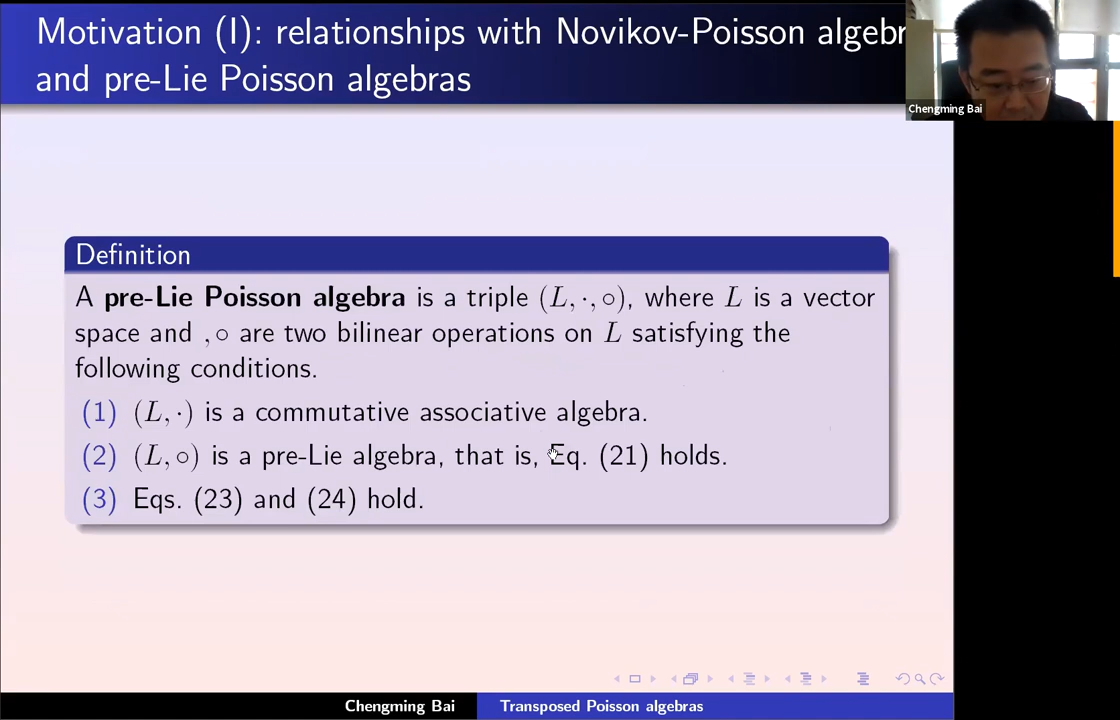 Motivation (I): relationships with Novikov-Poisson algebr
and pre-Lie Poisson algebras
Chengming Bai
Definition
A pre-Lie Poisson algebra is a triple (L, ·, ∘), where L is a vector
space and , ∘ are two bilinear operations on L satisfying the
following conditions.
(1) (L, ·) is a commutative associative algebra.
(2) (L, ∘) is a pre-Lie algebra, that is, Eq. (21) holds.
(3) Eqs. (23) and (24) hold.
Chengming Bai Transposed Poisson algebras